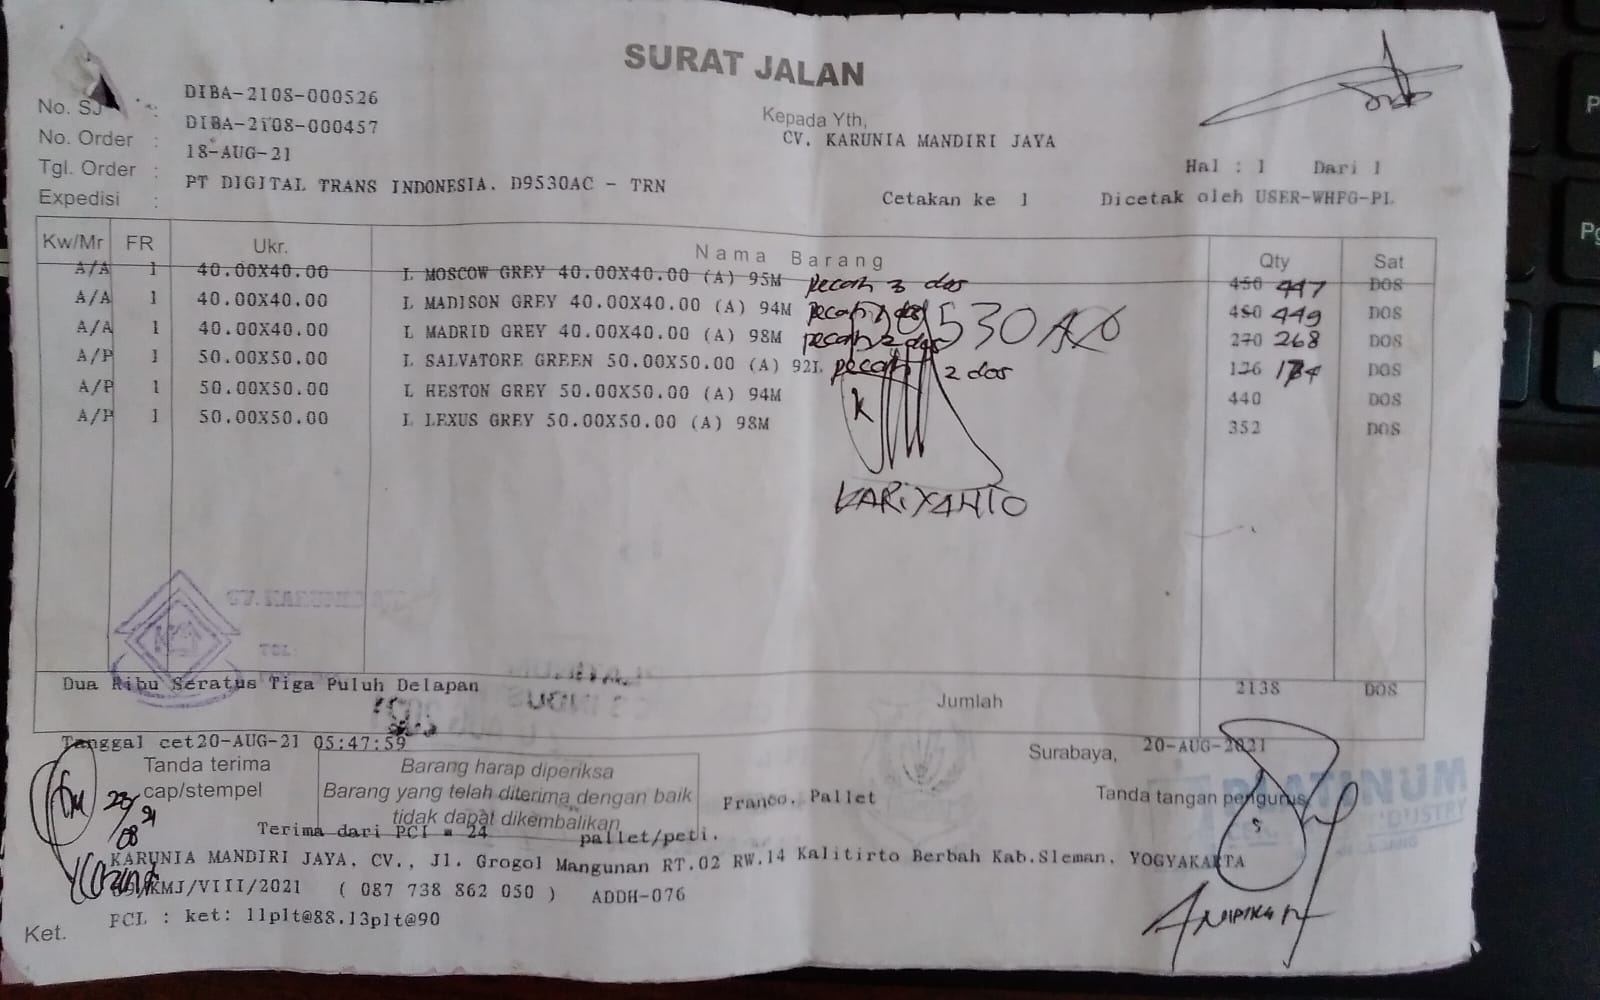 SURAT JALAN
No. SJ : DIBA-2108-000526
No. Order : DIBA-2108-000457
Tgl. Order : 18-AUG-21
Expedisi : PT DIGITAL TRANS INDONESIA. D9530AC - TRN
Kepada Yth,
CV. KARUNIA MANDIRI JAYA
Hal : 1 Dari 1
Cetakan ke 1 Dicetak oleh USER-WHFG-PL
Kw/Mr FR Ukr. Nama Barang Qty Sat
A/A 1 40.00X40.00 L MOSCOW GREY 40.00X40.00 (A) 95M pecah 3 dos 450 447 DOS
A/A 1 40.00X40.00 L MADISON GREY 40.00X40.00 (A) 94M pecah 1 dos 450 449 DOS
A/A 1 40.00X40.00 L MADRID GREY 40.00X40.00 (A) 98M pecah 2 dos 270 268 DOS
A/P 1 50.00X50.00 L SALVATORE GREEN 50.00X50.00 (A) 92L pecah 2 dos 176 174 DOS
A/P 1 50.00X50.00 L HESTON GREY 50.00X50.00 (A) 94M 440 DOS
A/P 1 50.00X50.00 L LEXUS GREY 50.00X50.00 (A) 98M 352 DOS
KARIYANTO
Dua Ribu Seratus Tiga Puluh Delapan Jumlah 2138 DOS
Tanggal cet20-AUG-21 05:47:59
Surabaya, 20-AUG-2021
Tanda terima
cap/stempel
23/08 21
Barang harap diperiksa
Barang yang telah diterima dengan baik
tidak dapat dikembalikan
Franco. Pallet
Tanda tangan pengurus
PLATINUM
INDUSTRY
Terima dari PCI = 24 pallet/peti.
KARUNIA MANDIRI JAYA. CV., Jl. Grogol Mangunan RT.02 RW.14 Kalitirto Berbah Kab.Sleman. YOGYAKARTA
KMJ/VIII/2021 ( 087 738 862 050 ) ADDH-076
Ket. PCL : ket: 11plt@88.13plt@90